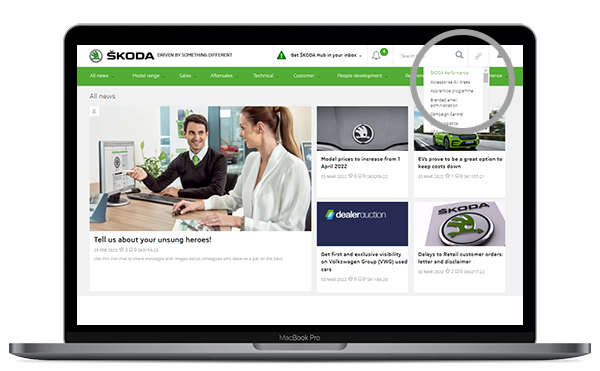 ŠKODA
DRIVEN BY SOMETHING DIFFERENT
Get ŠKODA Hub in your inbox
4
Search
All news
Model range
Sales
Aftersales
Technical
Customer
People development
ŠKODA Performance
Accessorise All Areas
Apprentice programme
Branded email
administration
Campaign Central
All news
Tell us about your unsung heroes!
Use this live chat to share messages and images about colleagues who deserve a pat on the back
Model prices to increase from 1
April 2022
03 MAR 2022
EVs prove to be a great option to
keep costs down
03 MAR 2022
dealerauction
Get first and exclusive visibility
on Volkswagen Group (VWG) used
cars
02 MAR 2022
ŠKODA
Delays to Retail customer orders:
letter and disclaimer
02 MAR 2022
MacBook Pro